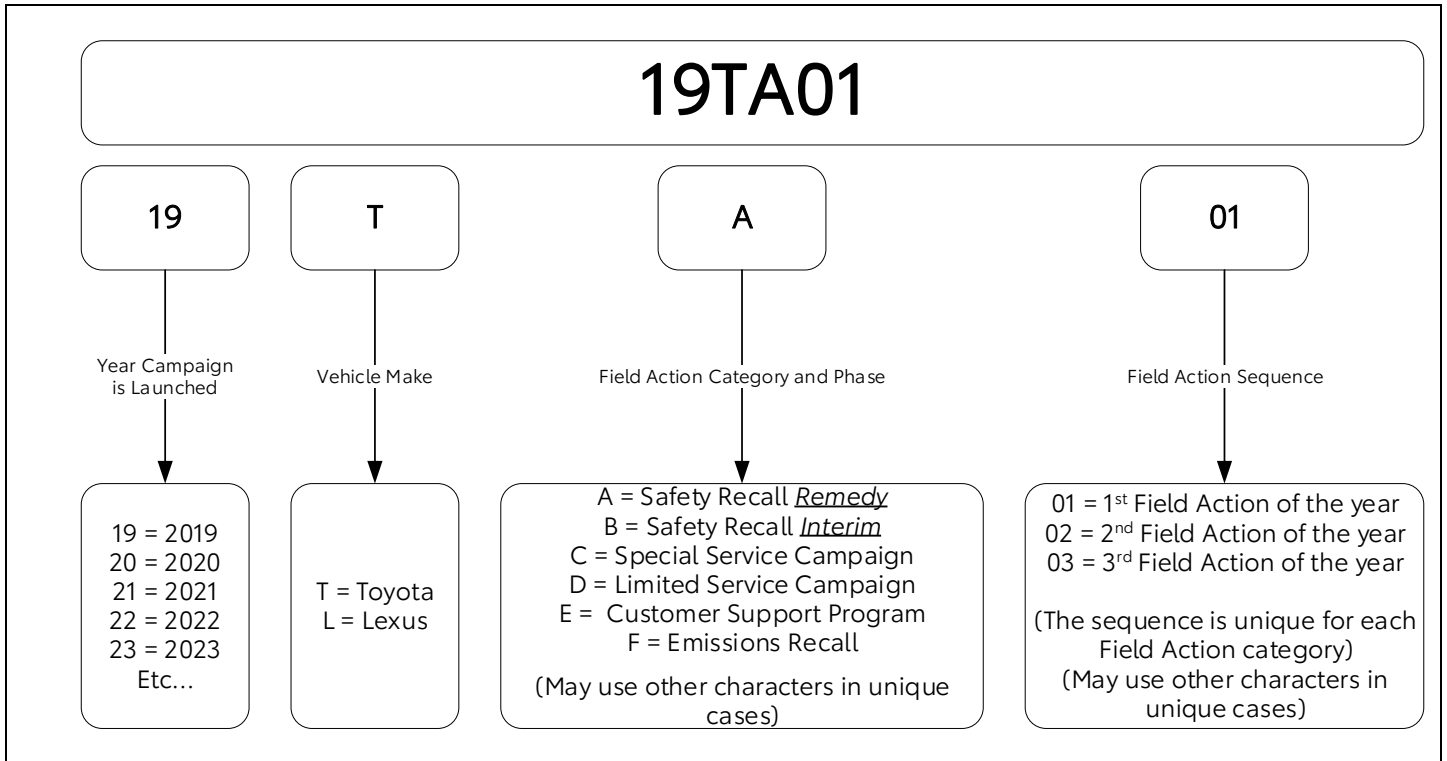 19TA01
19
T
A
01
Year Campaign
is Launched
Vehicle Make
Field Action Category and Phase
Field Action Sequence
19 = 2019
20 = 2020
21 = 2021
22 = 2022
23 = 2023
Etc...
T = Toyota
L = Lexus
A = Safety Recall Remedy
B = Safety Recall Interim
C = Special Service Campaign
D = Limited Service Campaign
E =  Customer Support Program
F = Emissions Recall
(May use other characters in unique
cases)
01 = 1st Field Action of the year
02 = 2nd Field Action of the year
03 = 3rd Field Action of the year
(The sequence is unique for each
Field Action category)
(May use other characters in
unique cases)